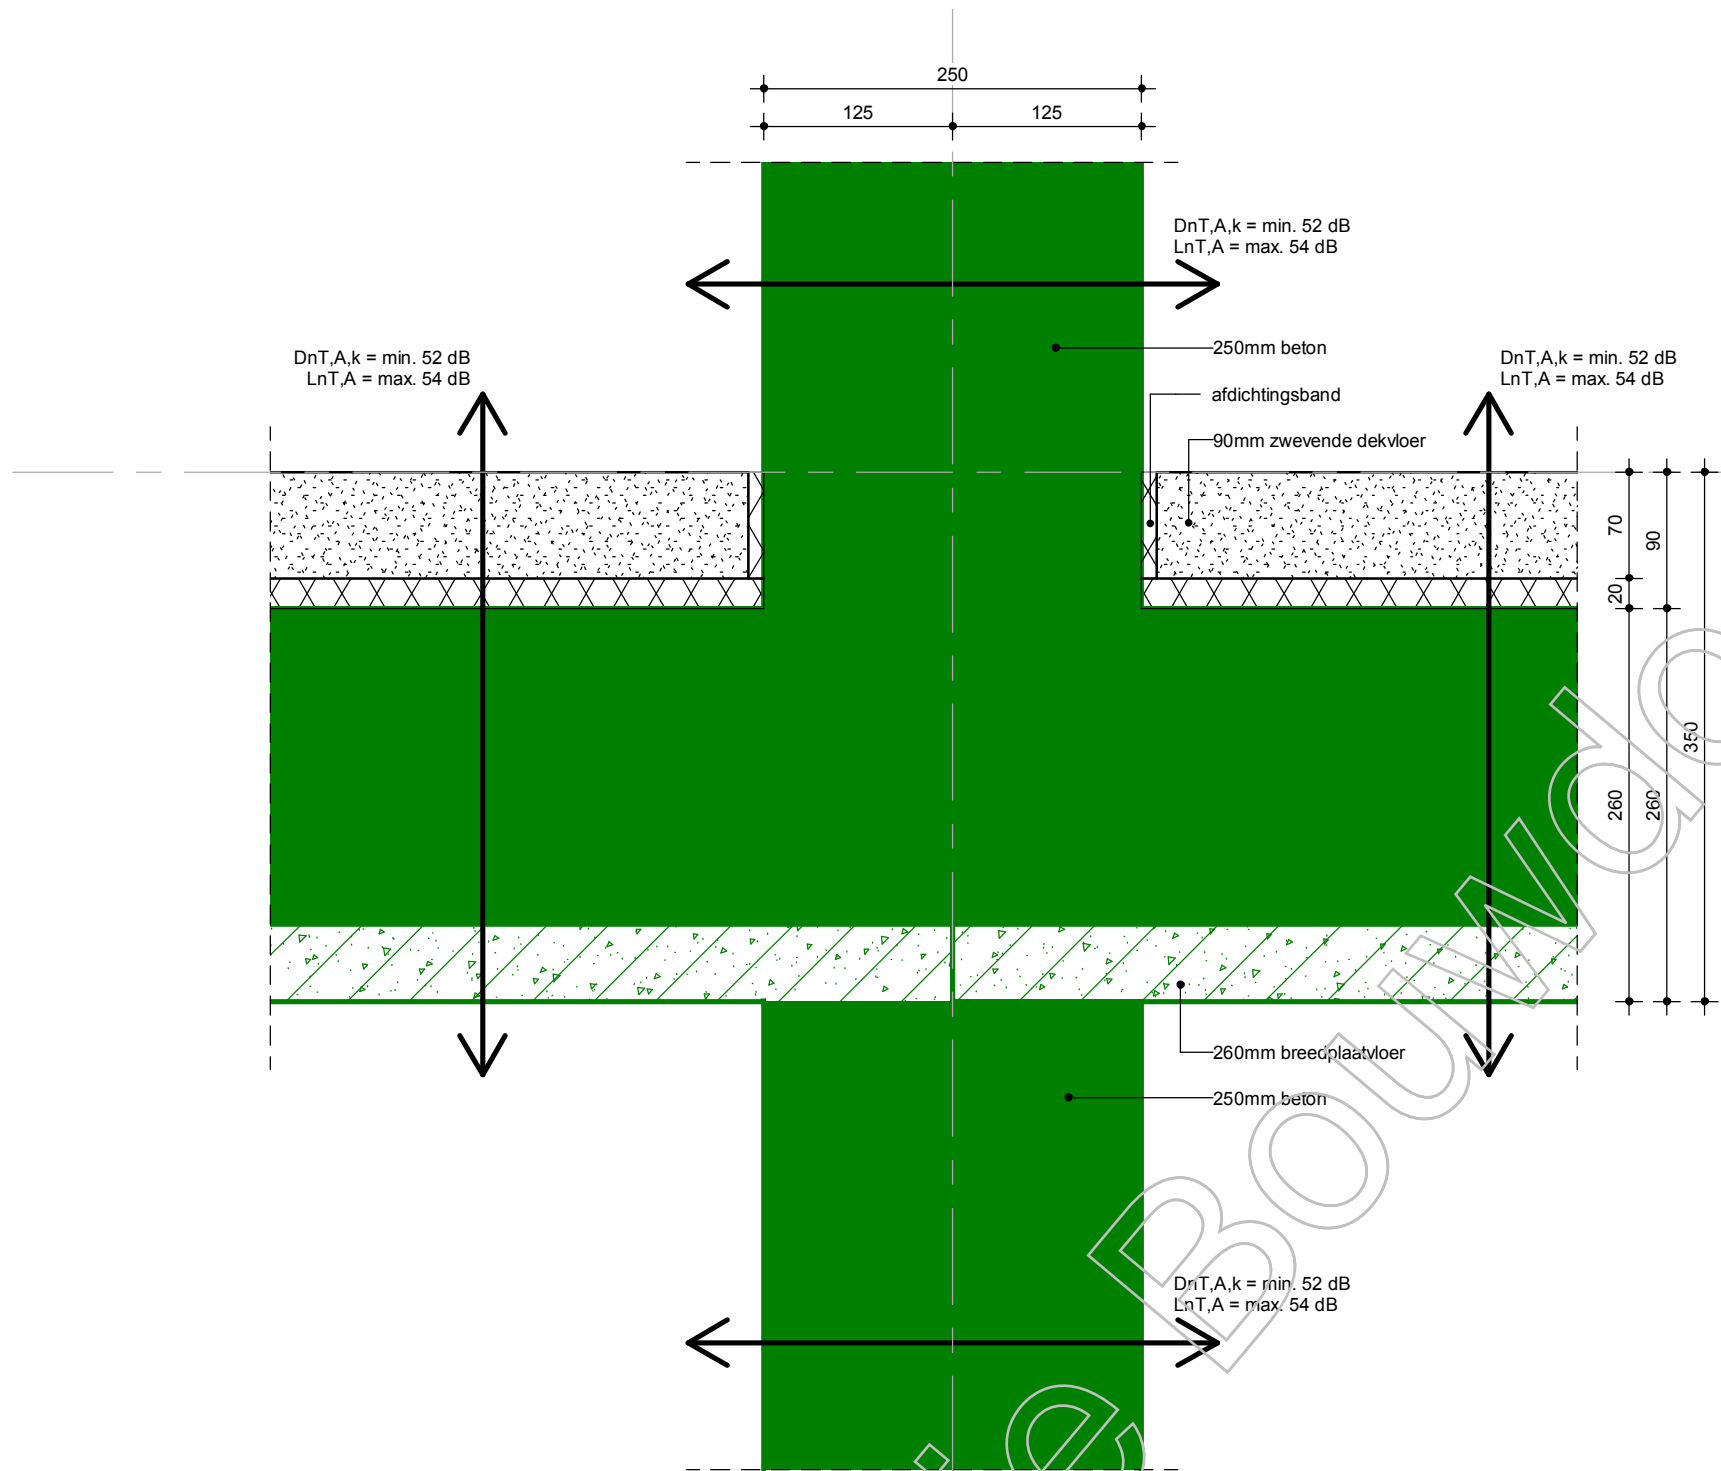 250
125
125
DnT,A,k = min. 52 dB
LnT,A = max. 54 dB
250mm beton
DnT,A,k = min. 52 dB
LnT,A = max. 54 dB
DnT,A,k = min. 52 dB
LnT,A = max. 54 dB
afdichtingsband
90mm zwevende dekvloer
70
90
20
350
260
260
260mm breedplaatvloer
250mm beton
DnT,A,k = min. 52 dB
LnT,A = max. 54 dB